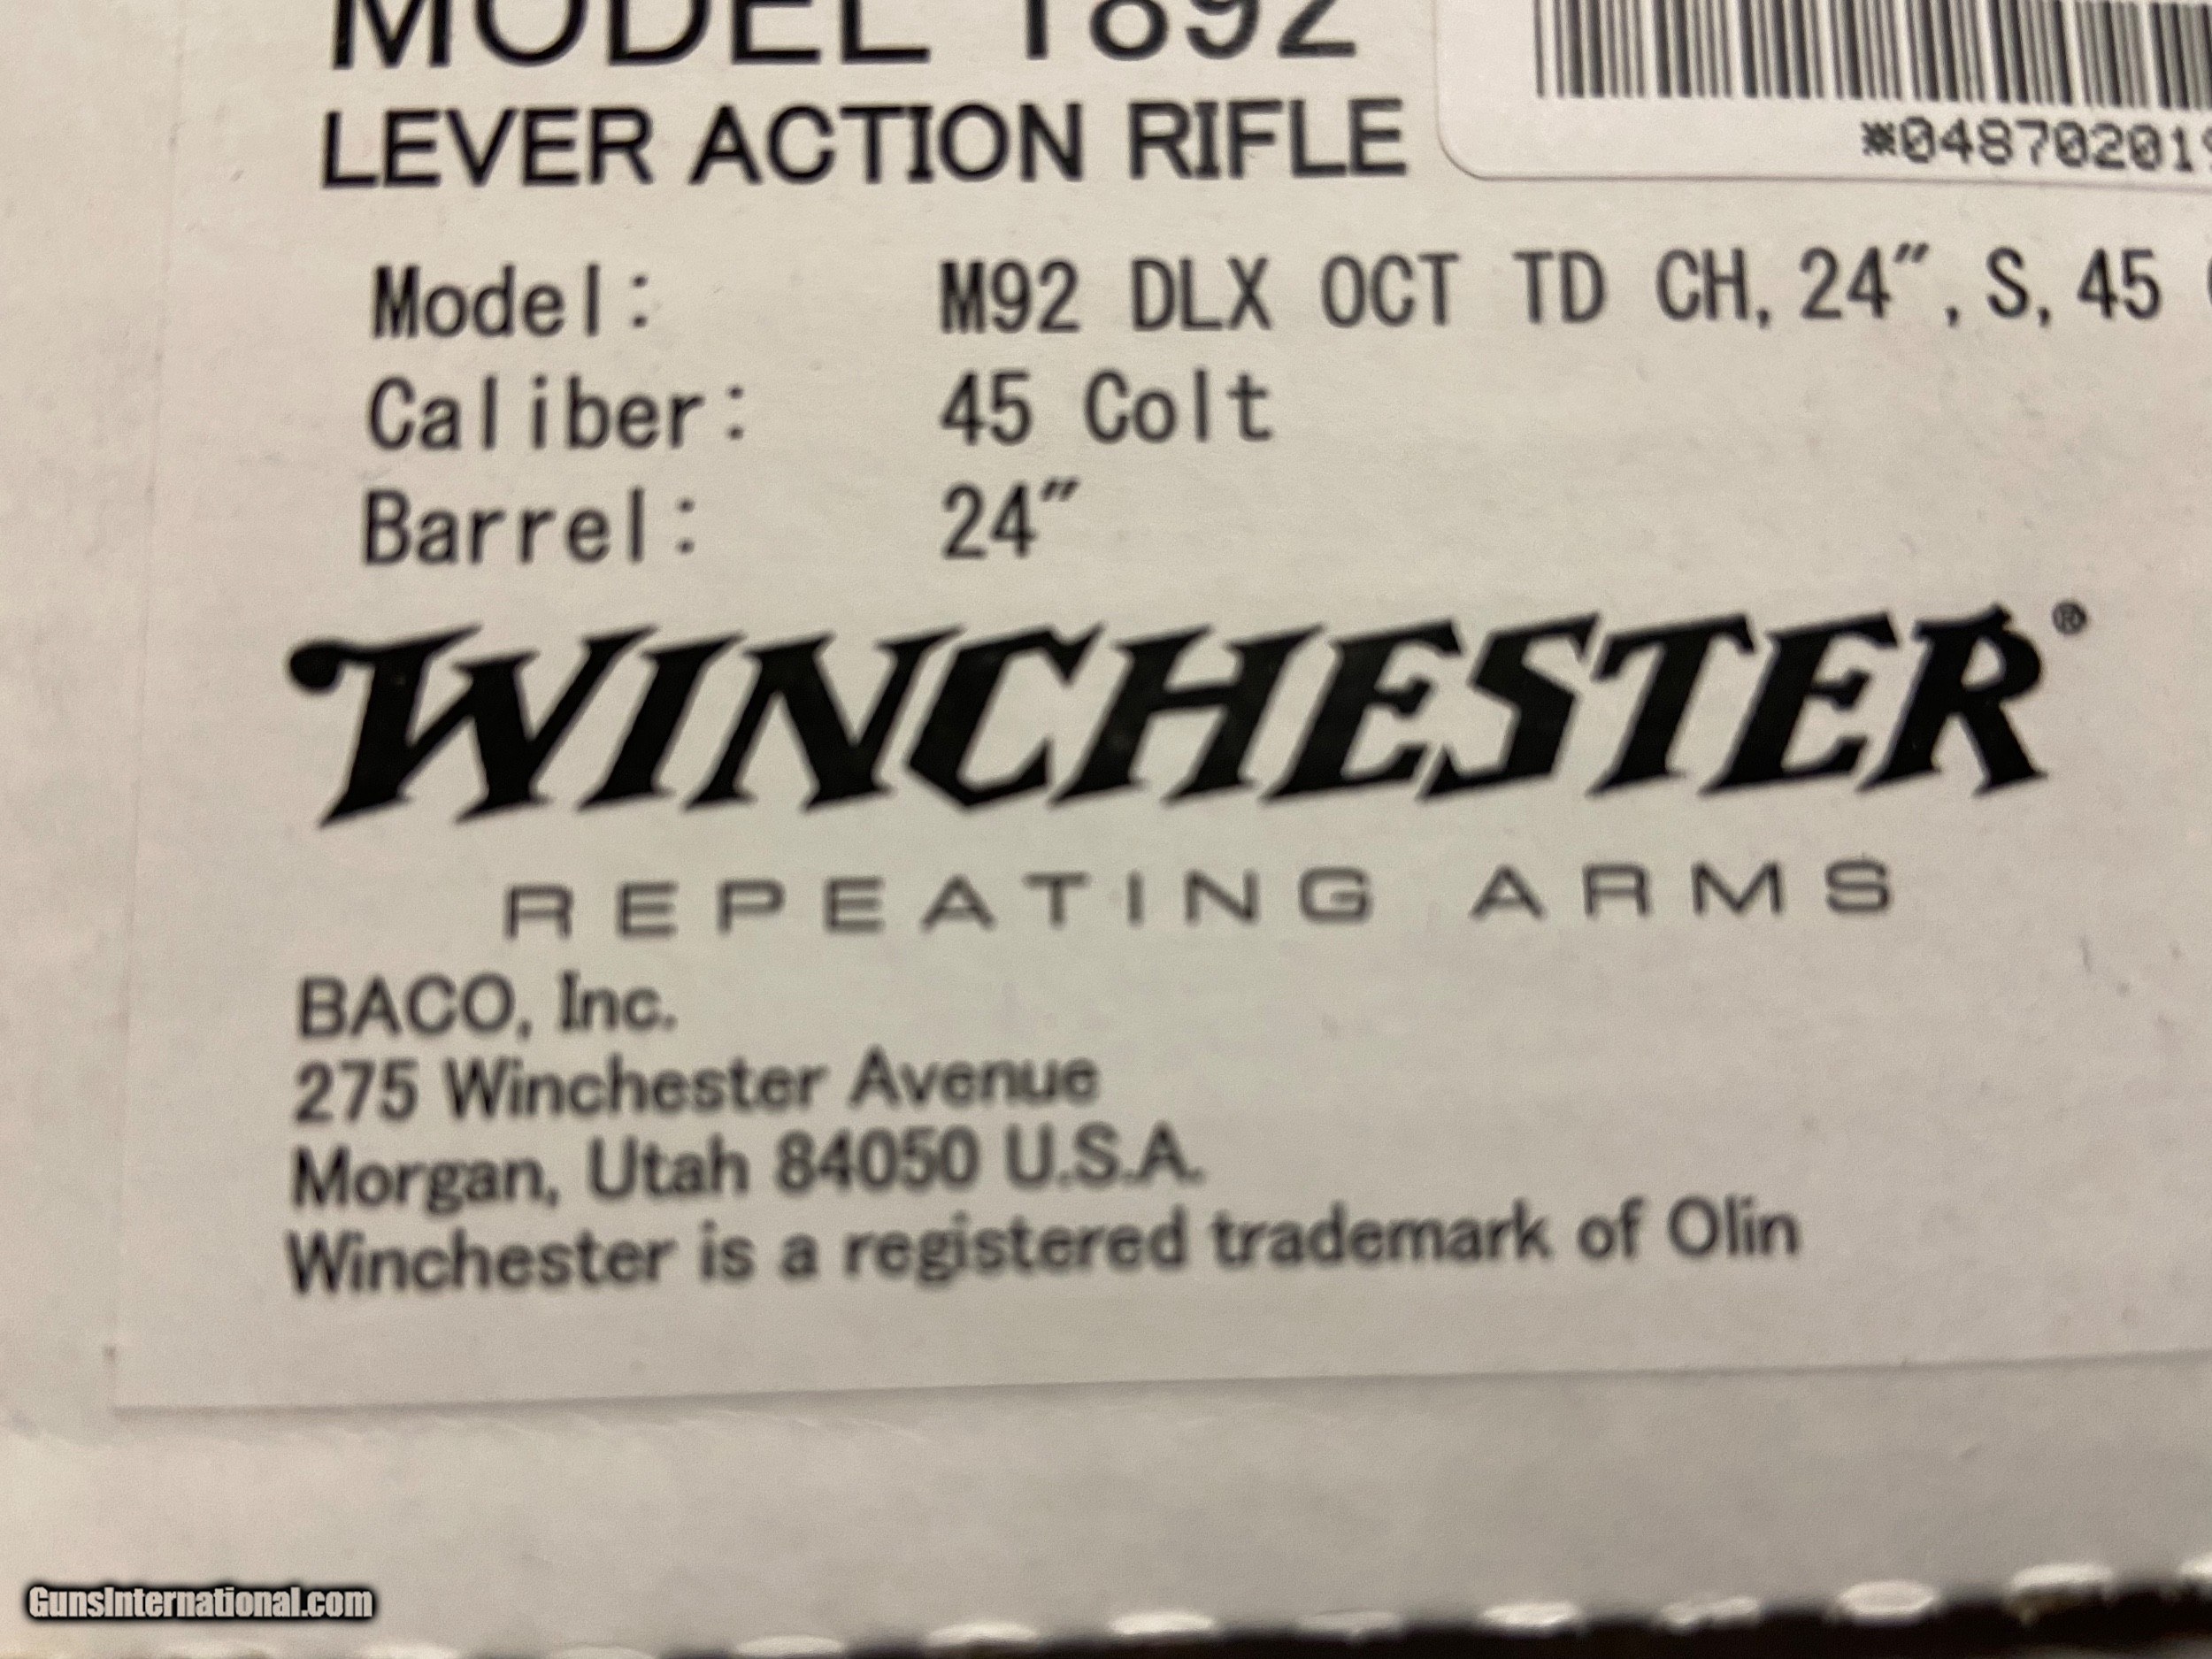 MODEL 1892
LEVER ACTION RIFLE
*048702019
Model: M92 DLX OCT TD CH, 24", S, 45
Caliber: 45 Colt
Barrel: 24"
WINCHESTER®
REPEATING ARMS
BACO, Inc.
275 Winchester Avenue
Morgan, Utah 84050 U.S.A.
Winchester is a registered trademark of Olin
GunsInternational.com